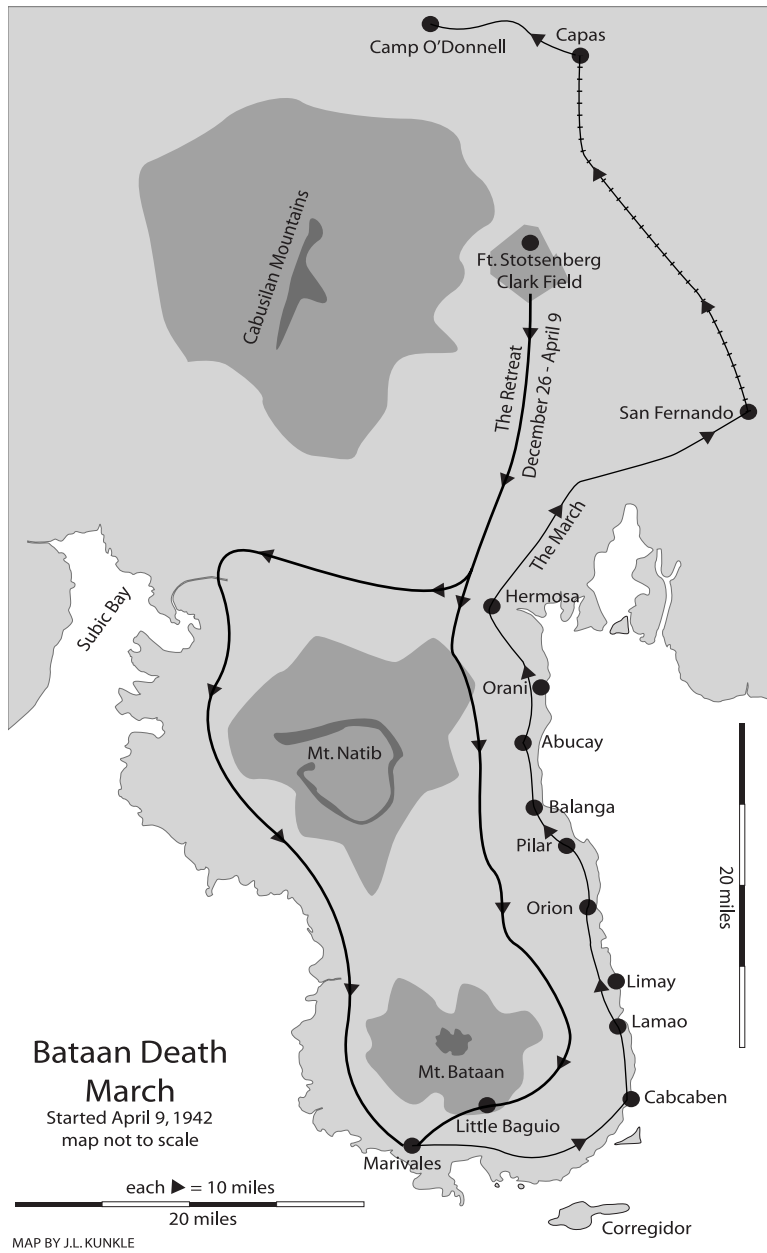 Camp O’Donnell
Capas
Cabusilan Mountains
Ft. Stotsenberg
Clark Field
The Retreat
December 26 - April 9
San Fernando
The March
Subic Bay
Hermosa
Orani
Mt. Natib
Abucay
Balanga
Pilar
20 miles
Orion
Limay
Lamao
Bataan Death
March
Started April 9, 1942
map not to scale
Mt. Bataan
Cabcaben
Little Baguio
Marivales
each ▶ = 10 miles
20 miles
Corregidor
MAP BY J.L. KUNKLE